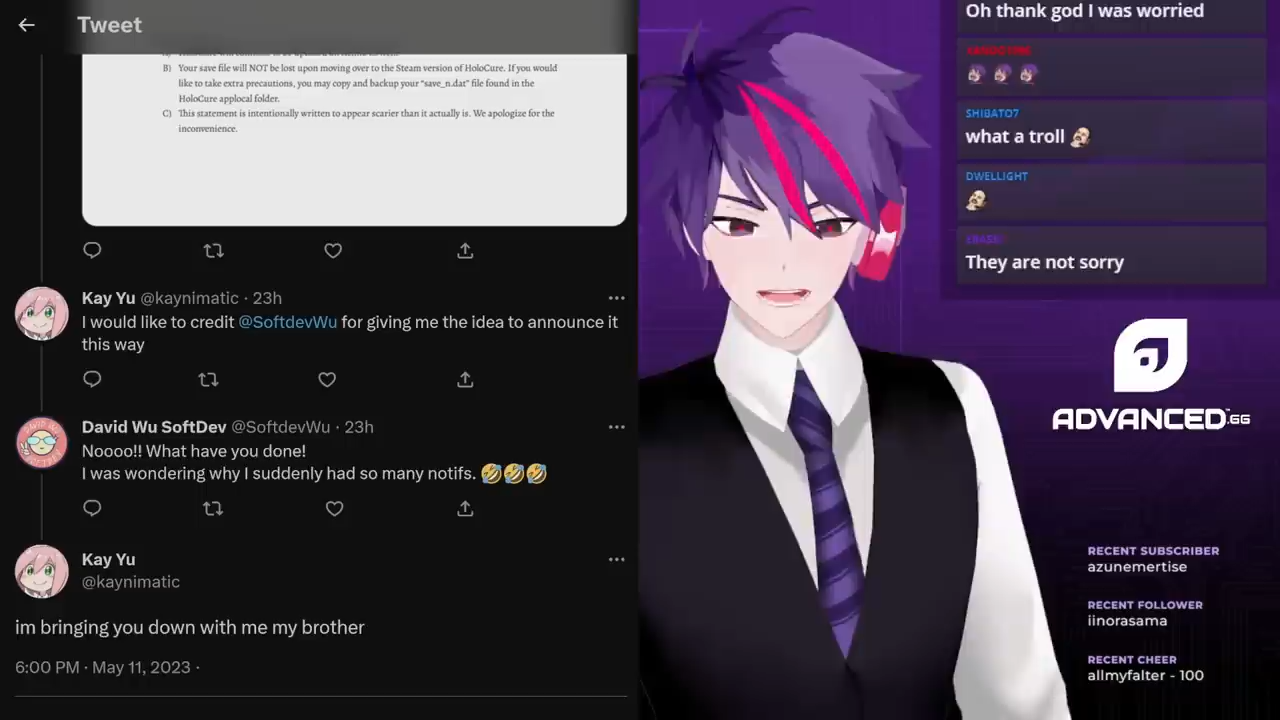 Tweet
B) Your save file will NOT be lost upon moving over to the Steam version of HoloCure. If you would
like to take extra precautions, you may copy and backup your "save_n.dat" file found in the
HoloCure applocal folder.
C) This statement is intentionally written to appear scarier than it actually is. We apologize for the
inconvenience.
Kay Yu @kaynimatic · 23h
I would like to credit @SoftdevWu for giving me the idea to announce it
this way
David Wu SoftDev @SoftdevWu · 23h
Noooo!! What have you done!
I was wondering why I suddenly had so many notifs. 🤣🤣🤣
Kay Yu
@kaynimatic
im bringing you down with me my brother
6:00 PM · May 11, 2023 ·
Oh thank god I was worried
SHIBATO7
what a troll
DWELLIGHT
They are not sorry
ADVANCED.GG
RECENT SUBSCRIBER
azunemertise
RECENT FOLLOWER
iinorasama
RECENT CHEER
allmyfalter - 100